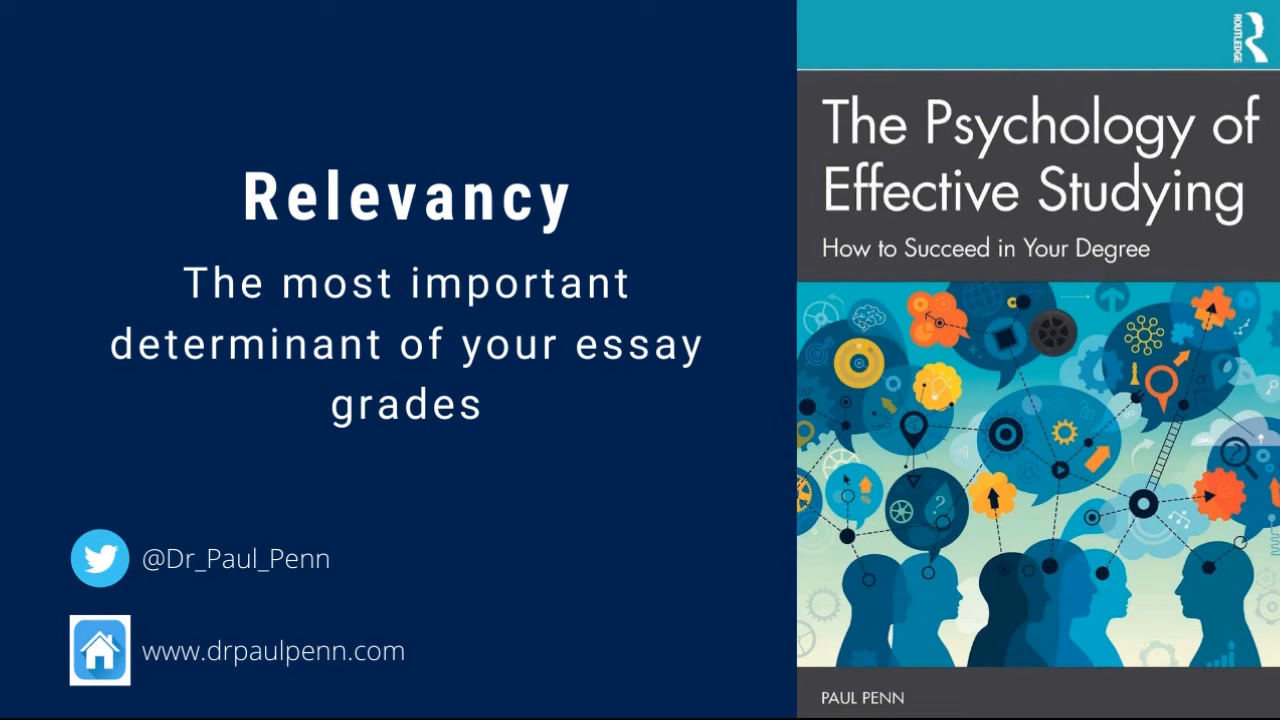 Relevancy
The most important
determinant of your essay
grades
@Dr_Paul_Penn
www.drpaulpenn.com
ROUTLEDGE
The Psychology of
Effective Studying
How to Succeed in Your Degree
?
?
%
@
PAUL PENN